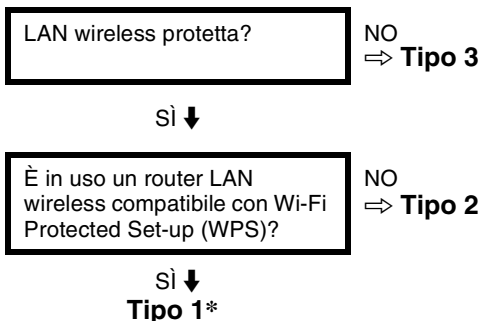 LAN wireless protetta?
NO
⇨ Tipo 3
SÌ ⬇
È in uso un router LAN
wireless compatibile con Wi-Fi
Protected Set-up (WPS)?
NO
⇨ Tipo 2
SÌ ⬇
Tipo 1*